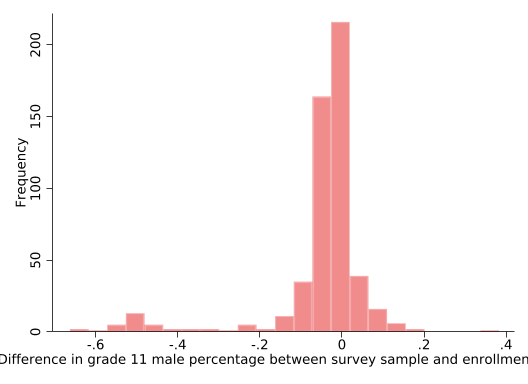 Frequency
200
150
100
50
0
-.6 -.4 -.2 0 .2 .4
Difference in grade 11 male percentage between survey sample and enrollmen